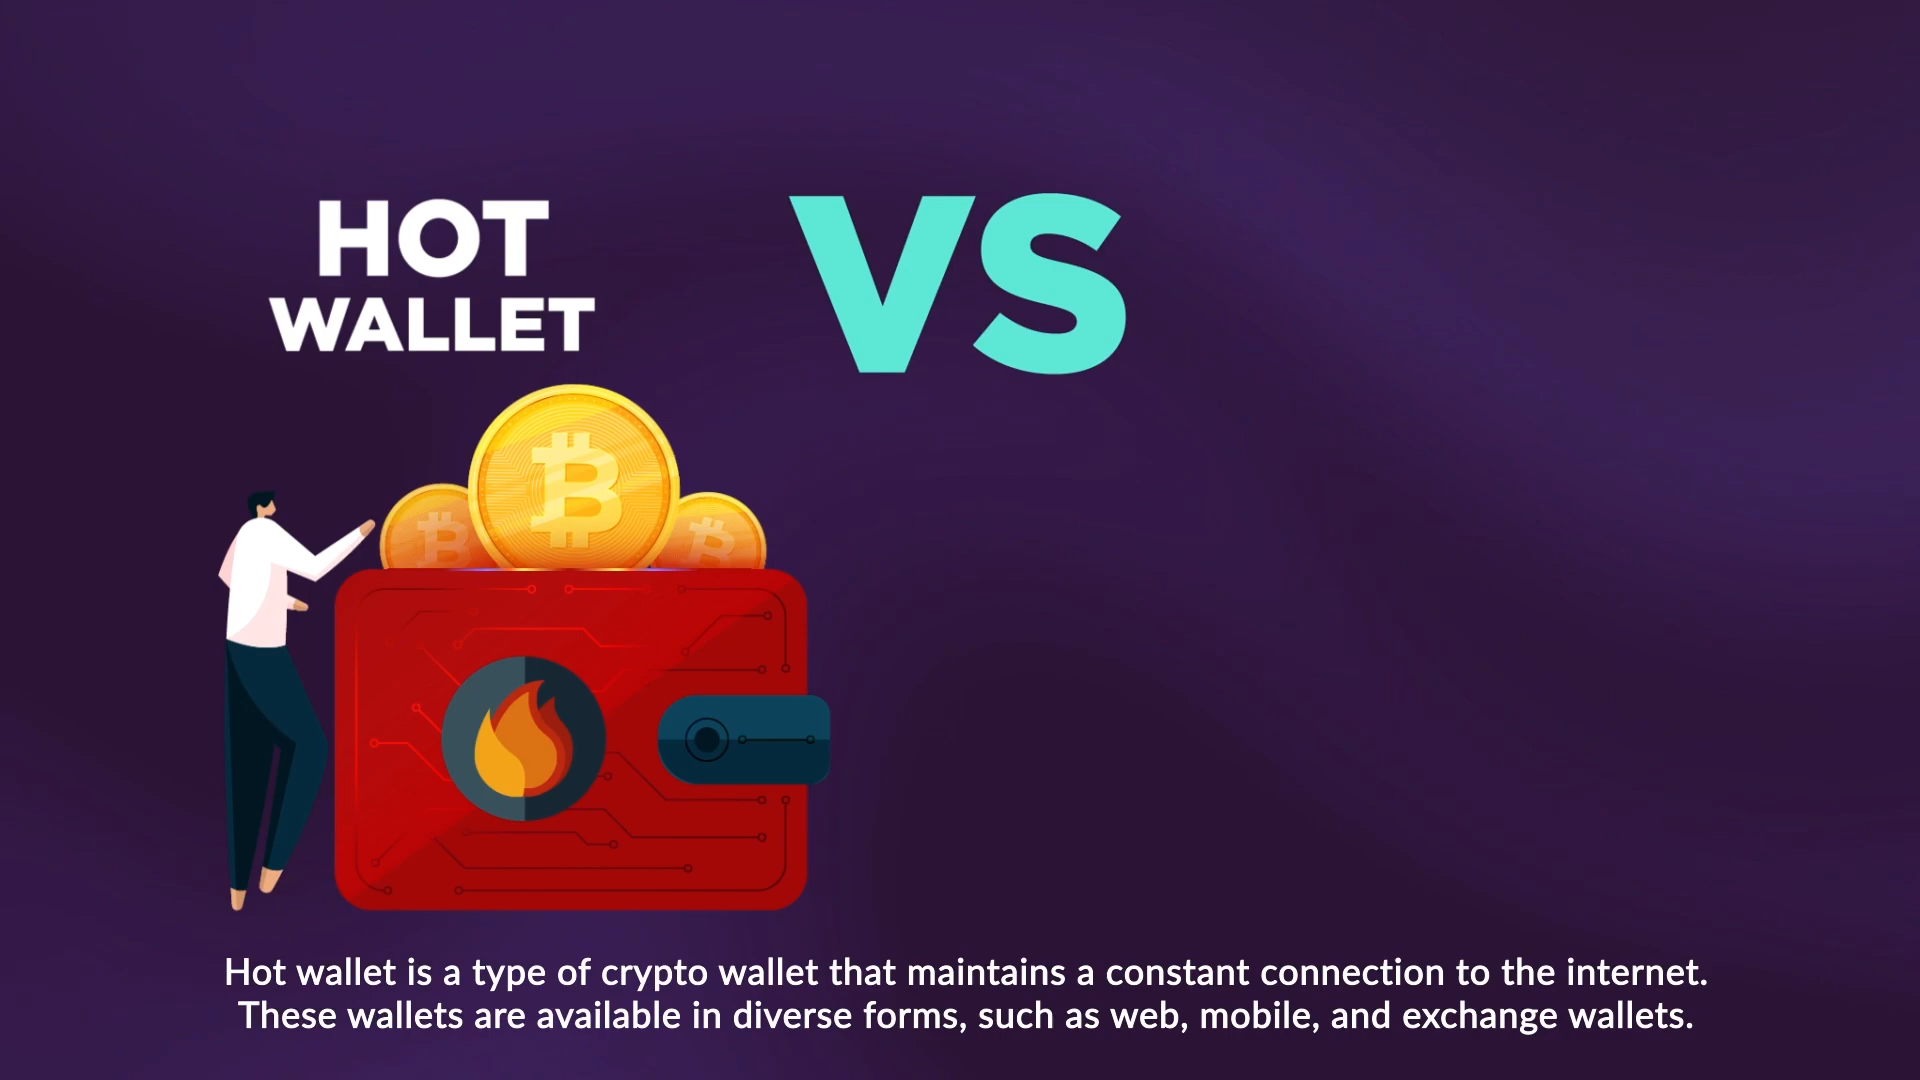 HOT
WALLET
VS
Hot wallet is a type of crypto wallet that maintains a constant connection to the internet.
These wallets are available in diverse forms, such as web, mobile, and exchange wallets.